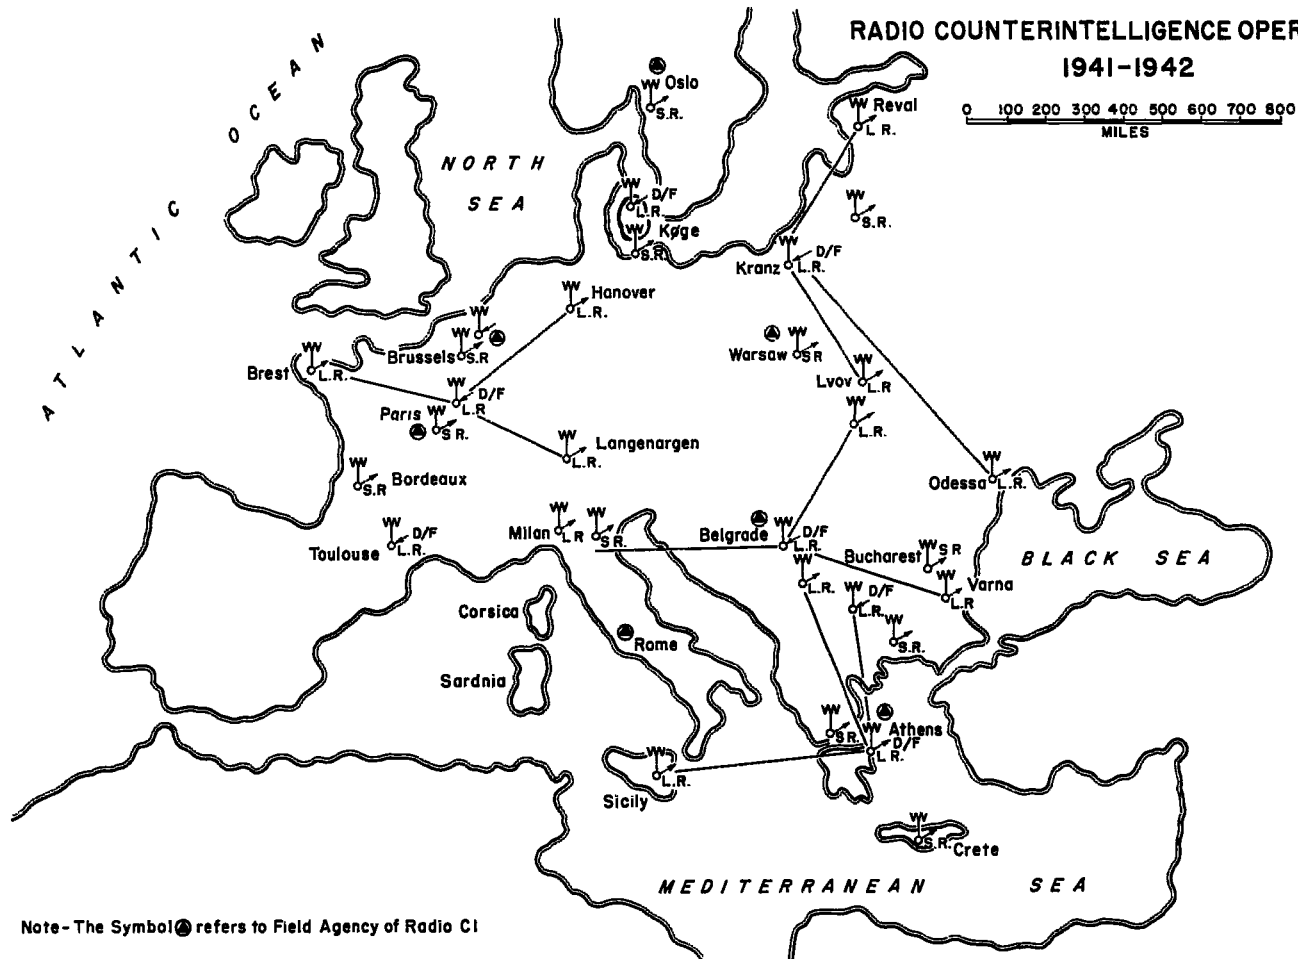 RADIO COUNTERINTELLIGENCE OPER
1941-1942
0 100 200 300 400 500 600 700 800
MILES
ATLANTIC OCEAN
NORTH
SEA
Oslo
S.R.
Reval
L.R.
D/F
L.R.
Køge
S.R.
S.R.
D/F
Kranz L.R.
Hanover
L.R.
Brussels S.R
Warsaw SR
Brest L.R.
Lvov L.R
D/F
Paris L.R
S.R.
L.R.
Langenargen
L.R.
Bordeaux
S.R
Odessa L.R.
D/F
Toulouse L.R.
Milan L R
S R.
D/F
Belgrade L.R.
Bucharest S R
BLACK SEA
Varna
L.R
L.R.
D/F
L.R.
Corsica
S.R.
Rome
Sardnia
Athens
S.R.
D/F
L R.
L.R.
Sicily
S.R. Crete
MEDITERRANEAN SEA
Note- The Symbol refers to Field Agency of Radio CI